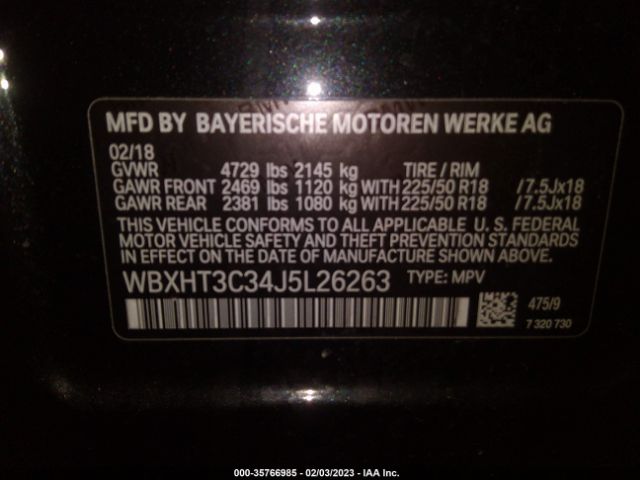 MFD BY BAYERISCHE MOTOREN WERKE AG
02/18
GVWR 4729 lbs 2145 kg TIRE / RIM
GAWR FRONT 2469 lbs 1120 kg WITH 225/50 R18 /7.5Jx18
GAWR REAR 2381 lbs 1080 kg WITH 225/50 R18 /7.5Jx18
THIS VEHICLE CONFORMS TO ALL APPLICABLE U. S. FEDERAL
MOTOR VEHICLE SAFETY AND THEFT PREVENTION STANDARDS
IN EFFECT ON THE DATE OF MANUFACTURE SHOWN ABOVE.
WBXHT3C34J5L26263 TYPE: MPV
475/9
7 320 730
000-35766985 - 02/03/2023 - IAA Inc.